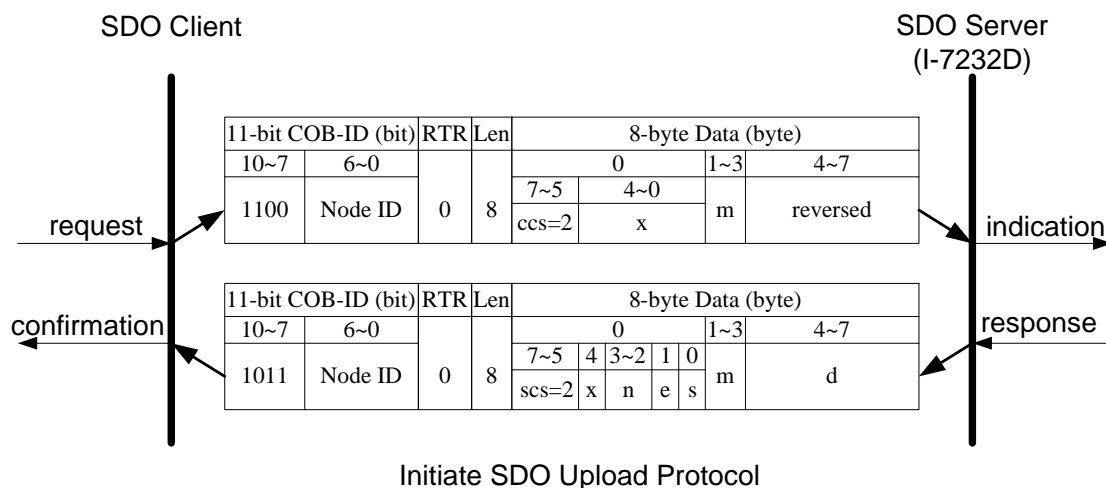 SDO Client
SDO Server
(I-7232D)
11-bit COB-ID (bit) RTR Len 8-byte Data (byte)
10~7 6~0 0 1~3 4~7
7~5 4~0
1100 Node ID 0 8 m reversed
ccs=2 x
request
indication
11-bit COB-ID (bit) RTR Len 8-byte Data (byte)
10~7 6~0 0 1~3 4~7
confirmation
response
7~5 4 3~2 1 0
1011 Node ID 0 8 m d
scs=2 x n e s
Initiate SDO Upload Protocol